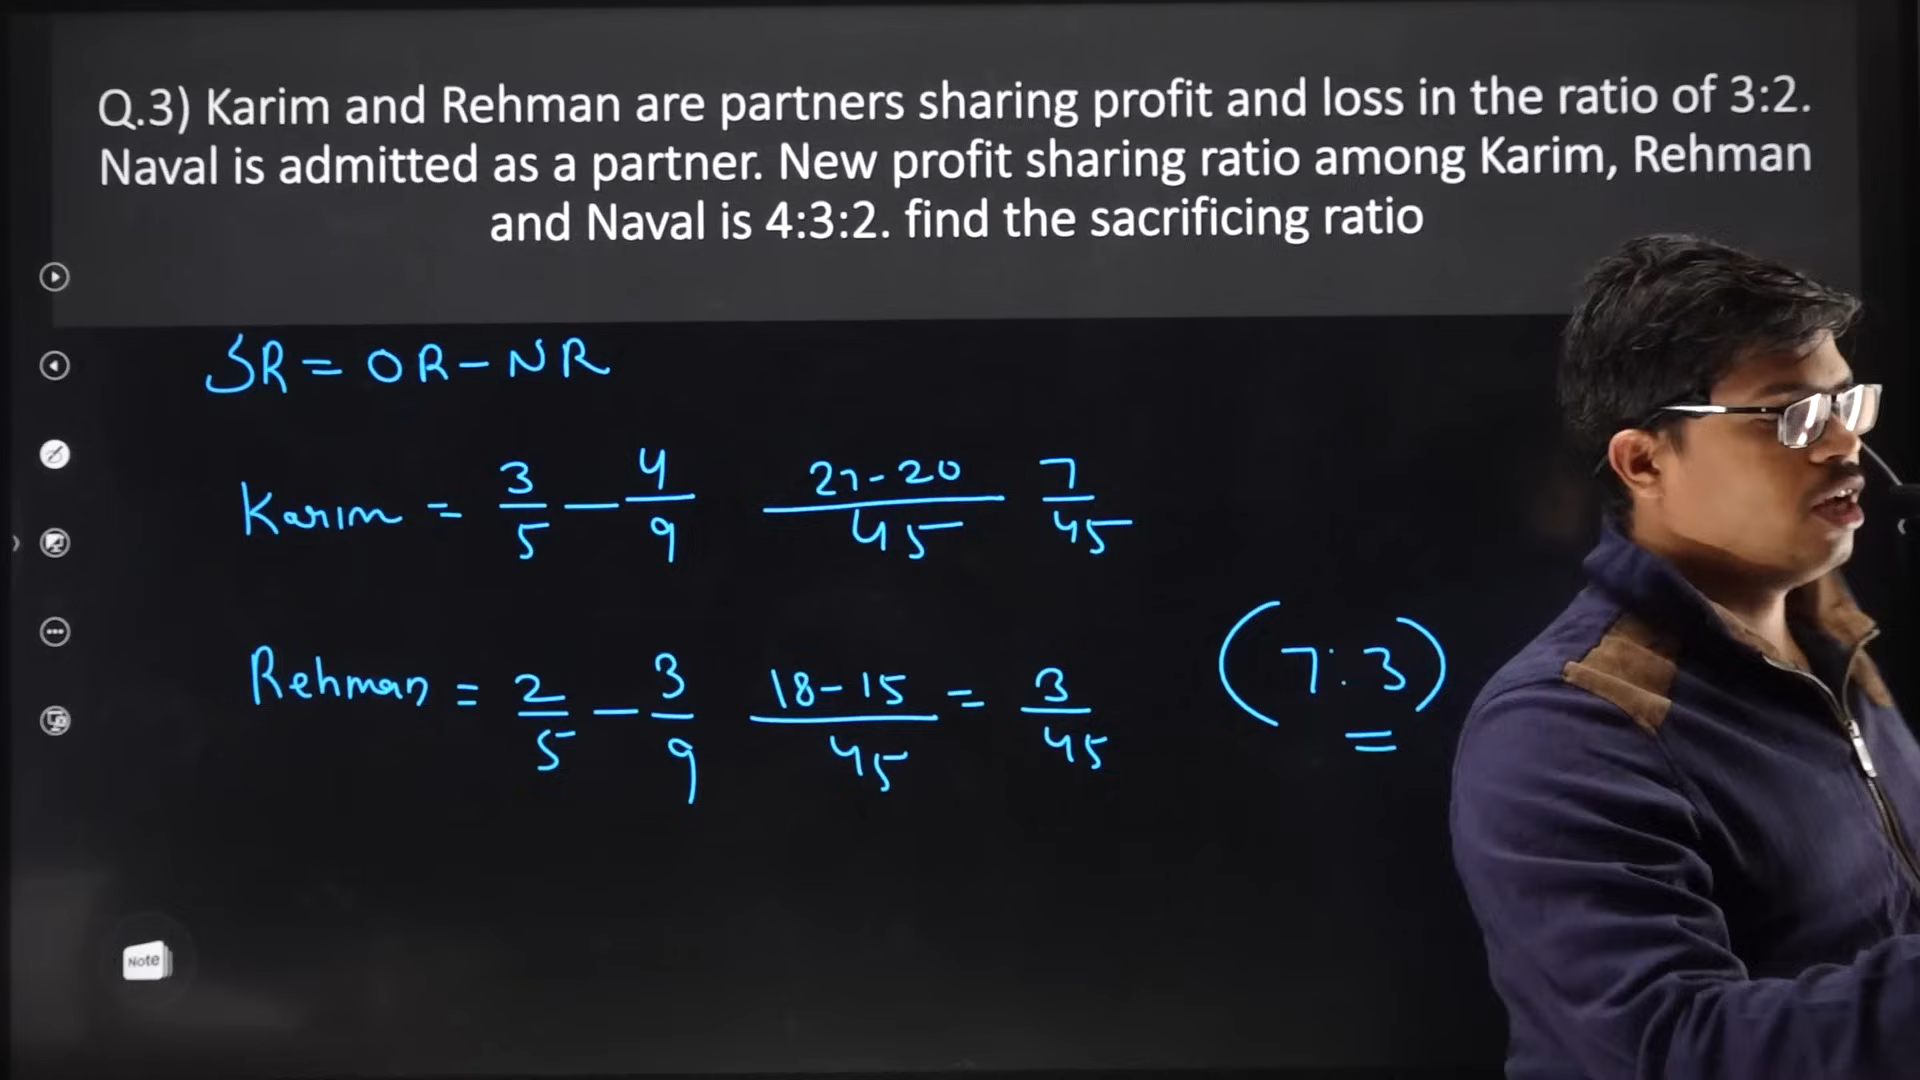 Q.3) Karim and Rehman are partners sharing profit and loss in the ratio of 3:2.
Naval is admitted as a partner. New profit sharing ratio among Karim, Rehman
and Naval is 4:3:2. find the sacrificing ratio
SR = OR - NR
Karim = 3/5 - 4/9 27-20/45 7/45
Rehman = 2/5 - 3/9 18-15/45 = 3/45
(7:3)
=
Note